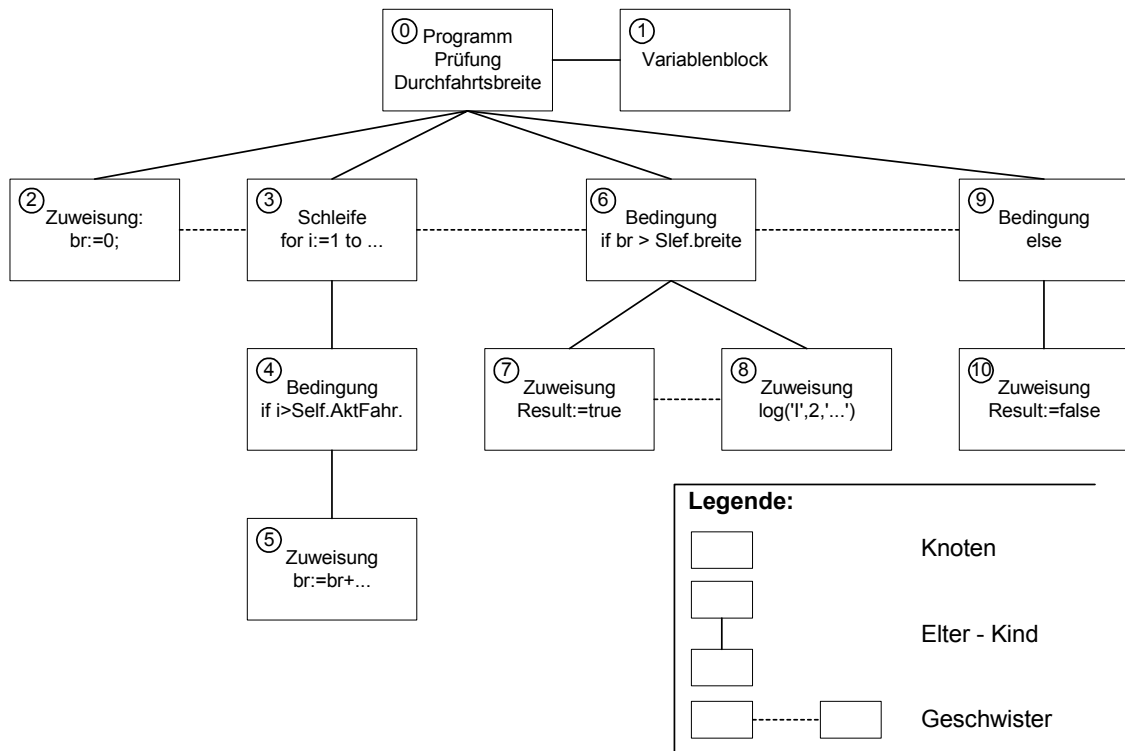 0 Programm
Prüfung
Durchfahrtsbreite
1
Variablenblock
2
Zuweisung:
br:=0;
3
Schleife
for i:=1 to ...
6
Bedingung
if br > Slef.breite
9
Bedingung
else
4
Bedingung
if i>Self.AktFahr.
7
Zuweisung
Result:=true
8
Zuweisung
log('I',2,'...')
10
Zuweisung
Result:=false
5
Zuweisung
br:=br+...
Legende:
Knoten
Elter - Kind
Geschwister